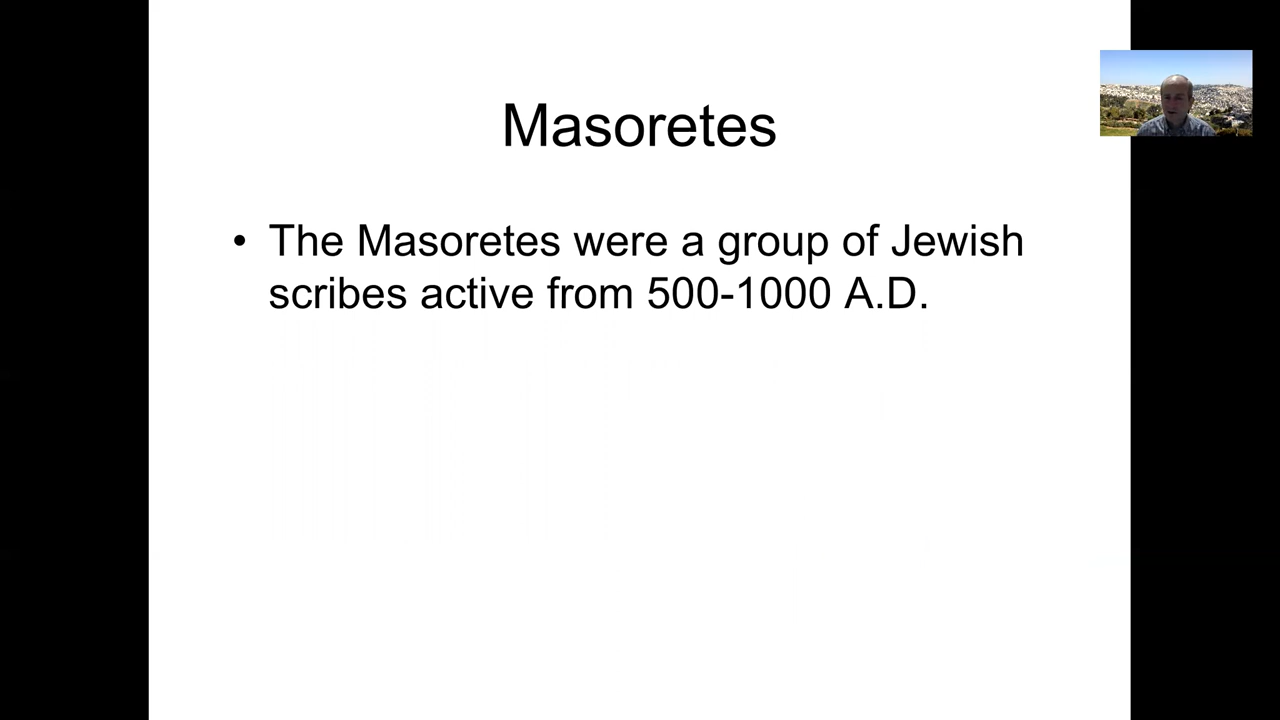 Masoretes
• The Masoretes were a group of Jewish
scribes active from 500-1000 A.D.